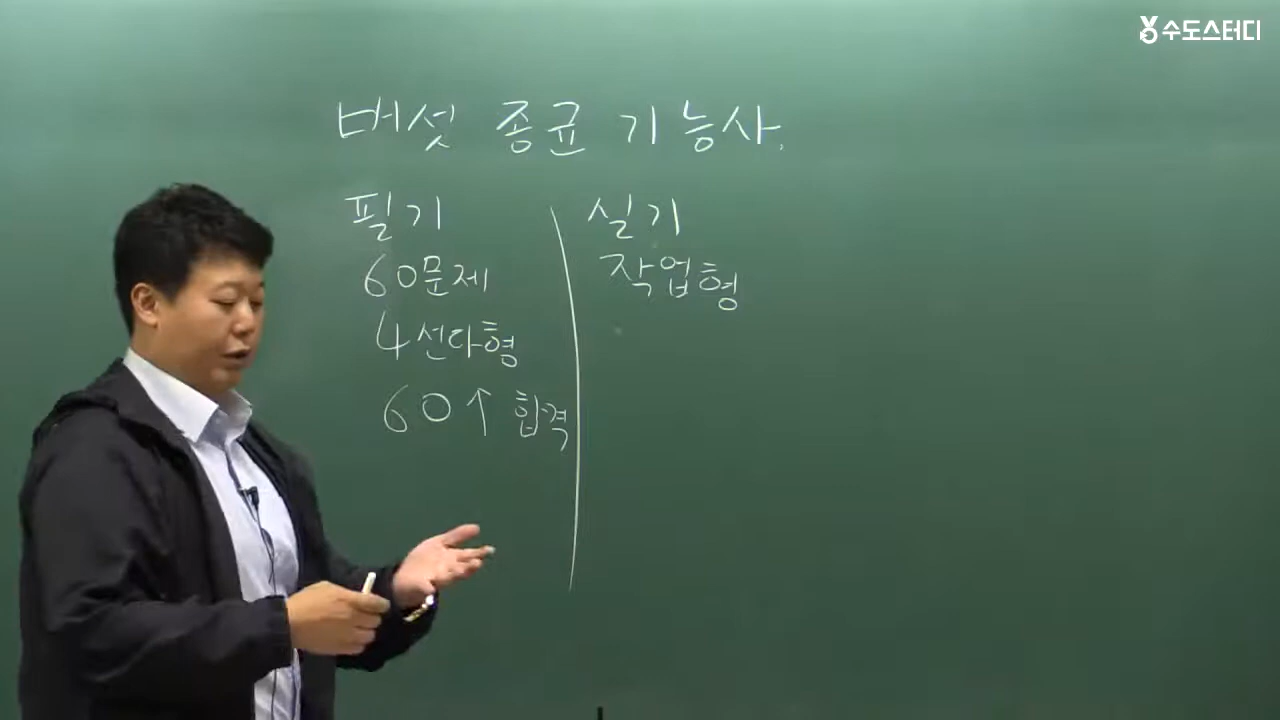 수도스터디
버섯 종균 기능사.
필기
60문제
4선다형
60↑ 합격
실기
작업형